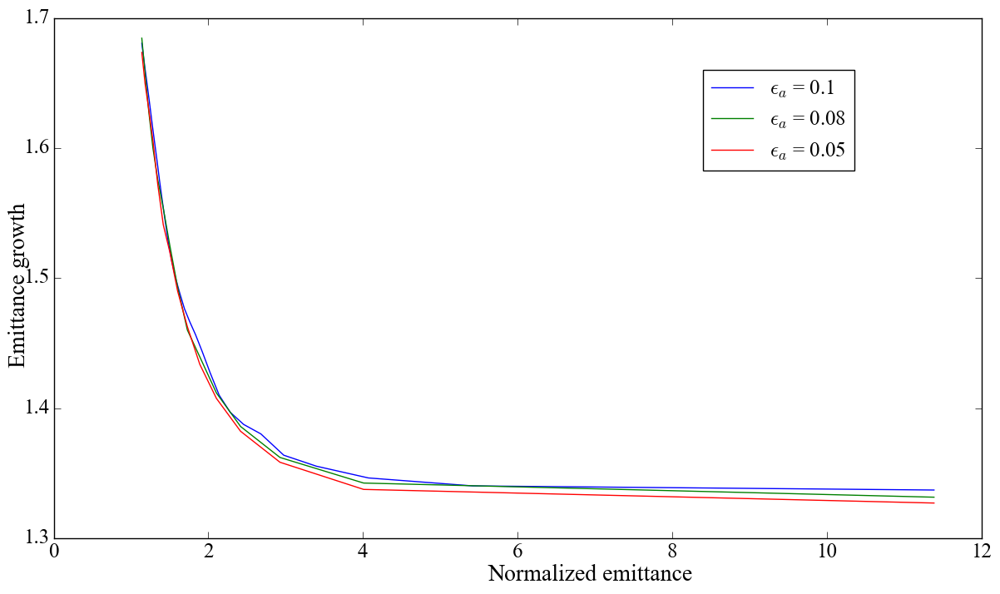 1.7
1.6
1.5
1.4
1.3
0
2
4
6
8
10
12
Emittance growth
Normalized emittance
ϵₐ = 0.1
ϵₐ = 0.08
ϵₐ = 0.05